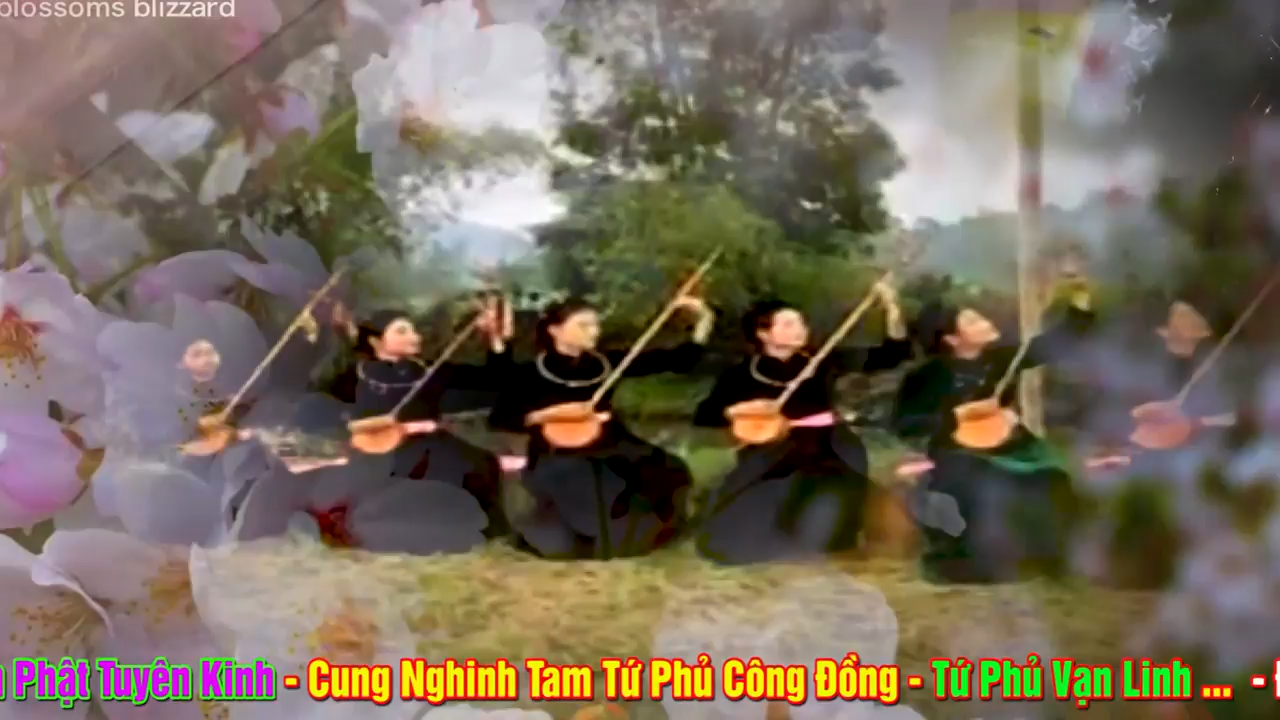 blossoms blizzard
Phật Tuyên Kinh - Cung Nghinh Tam Tứ Phủ Công Đồng - Tứ Phủ Vạn Linh ... -